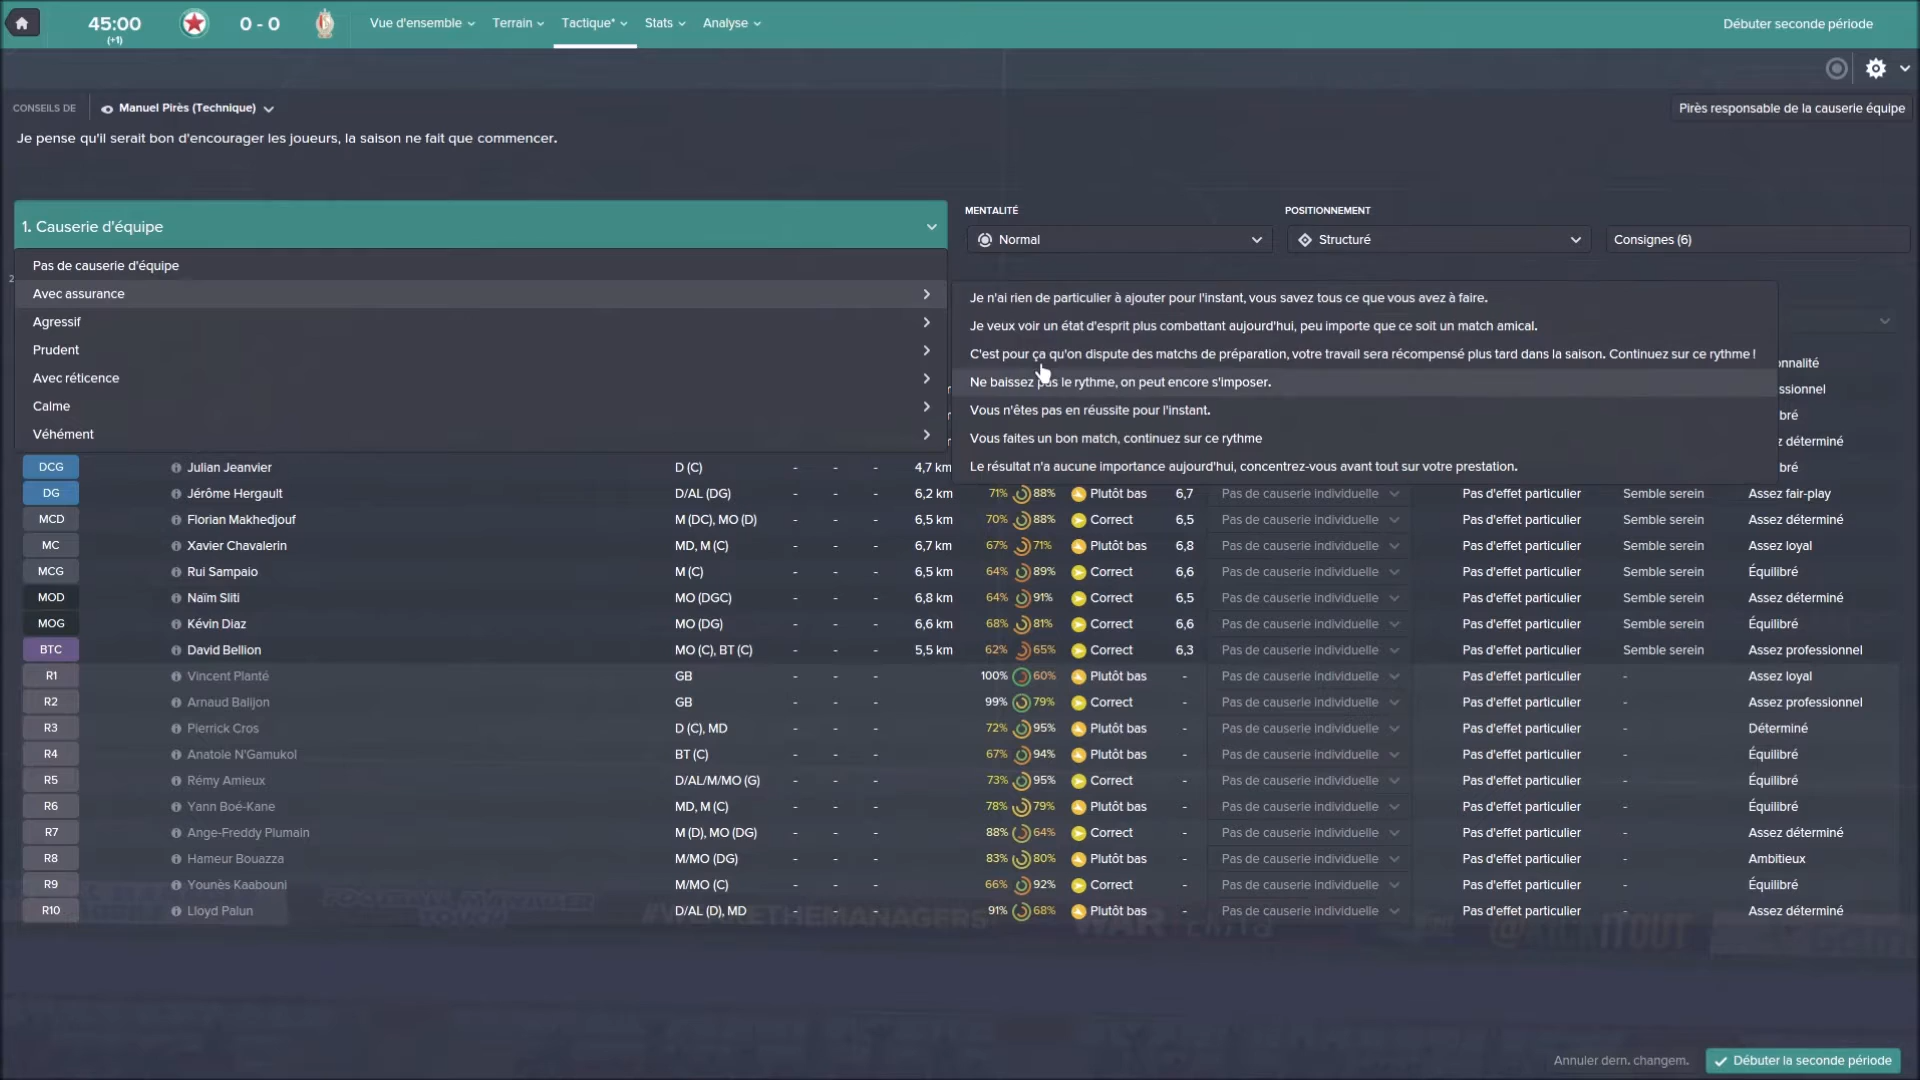 45:00
(+1)
0 - 0
Vue d'ensemble
Terrain
Tactique*
Stats
Analyse
Débuter seconde période
CONSEILS DE
Manuel Pirès (Technique)
Pirès responsable de la causerie équipe
Je pense qu'il serait bon d'encourager les joueurs, la saison ne fait que commencer.
1. Causerie d'équipe
MENTALITÉ
POSITIONNEMENT
Normal
Structuré
Consignes (6)
Pas de causerie d'équipe
Avec assurance
Agressif
Prudent
Avec réticence
Calme
Véhément
Je n'ai rien de particulier à ajouter pour l'instant, vous savez tous ce que vous avez à faire.
Je veux voir un état d'esprit plus combattant aujourd'hui, peu importe que ce soit un match amical.
C'est pour ça qu'on dispute des matchs de préparation, votre travail sera récompensé plus tard dans la saison. Continuez sur ce rythme !
Ne baissez pas le rythme, on peut encore s'imposer.
Vous n'êtes pas en réussite pour l'instant.
Vous faites un bon match, continuez sur ce rythme
Le résultat n'a aucune importance aujourd'hui, concentrez-vous avant tout sur votre prestation.
DCG Julian Jeanvier D (C) - - - 4,7 km
DG Jérôme Hergault D/AL (DG) - - - 6,2 km 71% 88% Plutôt bas 6,7 Pas de causerie individuelle Pas d'effet particulier Semble serein Assez fair-play
MCD Florian Makhedjouf M (DC), MO (D) - - - 6,5 km 70% 88% Correct 6,5 Pas de causerie individuelle Pas d'effet particulier Semble serein Assez déterminé
MC Xavier Chavalerin MD, M (C) - - - 6,7 km 67% 71% Plutôt bas 6,8 Pas de causerie individuelle Pas d'effet particulier Semble serein Assez loyal
MCG Rui Sampaio M (C) - - - 6,5 km 64% 89% Correct 6,6 Pas de causerie individuelle Pas d'effet particulier Semble serein Équilibré
MOD Naïm Sliti MO (DGC) - - - 6,8 km 64% 91% Correct 6,5 Pas de causerie individuelle Pas d'effet particulier Semble serein Assez déterminé
MOG Kévin Diaz MO (DG) - - - 6,6 km 68% 81% Correct 6,6 Pas de causerie individuelle Pas d'effet particulier Semble serein Équilibré
BTC David Bellion MO (C), BT (C) - - - 5,5 km 62% 65% Correct 6,3 Pas de causerie individuelle Pas d'effet particulier Semble serein Assez professionnel
R1 Vincent Planté GB - - - 100% 60% Plutôt bas - Pas de causerie individuelle Pas d'effet particulier - Assez loyal
R2 Arnaud Balijon GB - - - 99% 79% Correct - Pas de causerie individuelle Pas d'effet particulier - Assez professionnel
R3 Pierrick Cros D (C), MD - - - 72% 95% Plutôt bas - Pas de causerie individuelle Pas d'effet particulier - Déterminé
R4 Anatole N'Gamukol BT (C) - - - 67% 94% Plutôt bas - Pas de causerie individuelle Pas d'effet particulier - Équilibré
R5 Rémy Amieux D/AL/M/MO (G) - - - 73% 95% Correct - Pas de causerie individuelle Pas d'effet particulier - Équilibré
R6 Yann Boé-Kane MD, M (C) - - - 78% 79% Plutôt bas - Pas de causerie individuelle Pas d'effet particulier - Équilibré
R7 Ange-Freddy Plumain M (D), MO (DG) - - - 88% 64% Correct - Pas de causerie individuelle Pas d'effet particulier - Assez déterminé
R8 Hameur Bouazza M/MO (DG) - - - 83% 80% Plutôt bas - Pas de causerie individuelle Pas d'effet particulier - Ambitieux
R9 Younès Kaabouni M/MO (C) - - - 66% 92% Correct - Pas de causerie individuelle Pas d'effet particulier - Équilibré
R10 Lloyd Palun D/AL (D), MD - - - 91% 68% Plutôt bas - Pas de causerie individuelle Pas d'effet particulier - Assez déterminé
Annuler dern. changem.
Débuter la seconde période